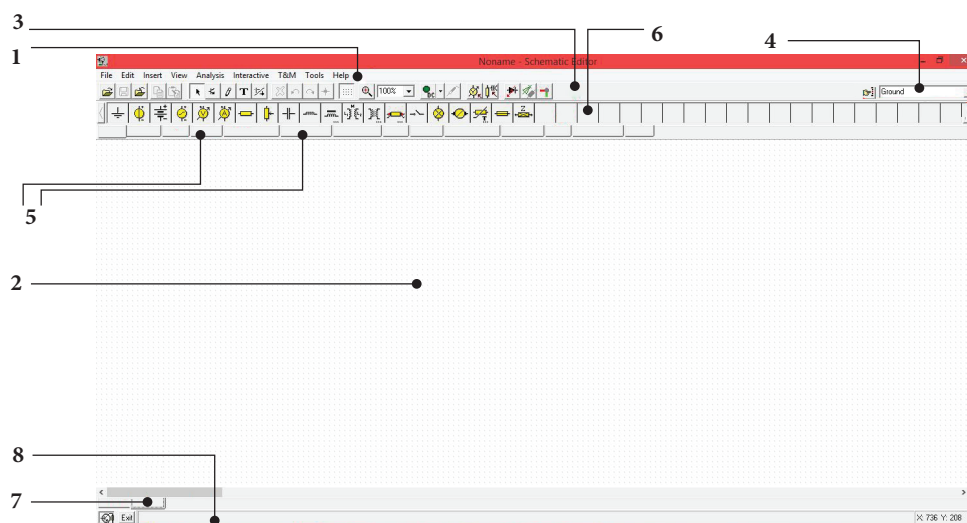 3
6
4
1
Noname - Schematic Editor
File Edit Insert View Analysis Interactive T&M Tools Help
T 100% DC Ground
5
2
8
7
Exit X: 736 Y: 208